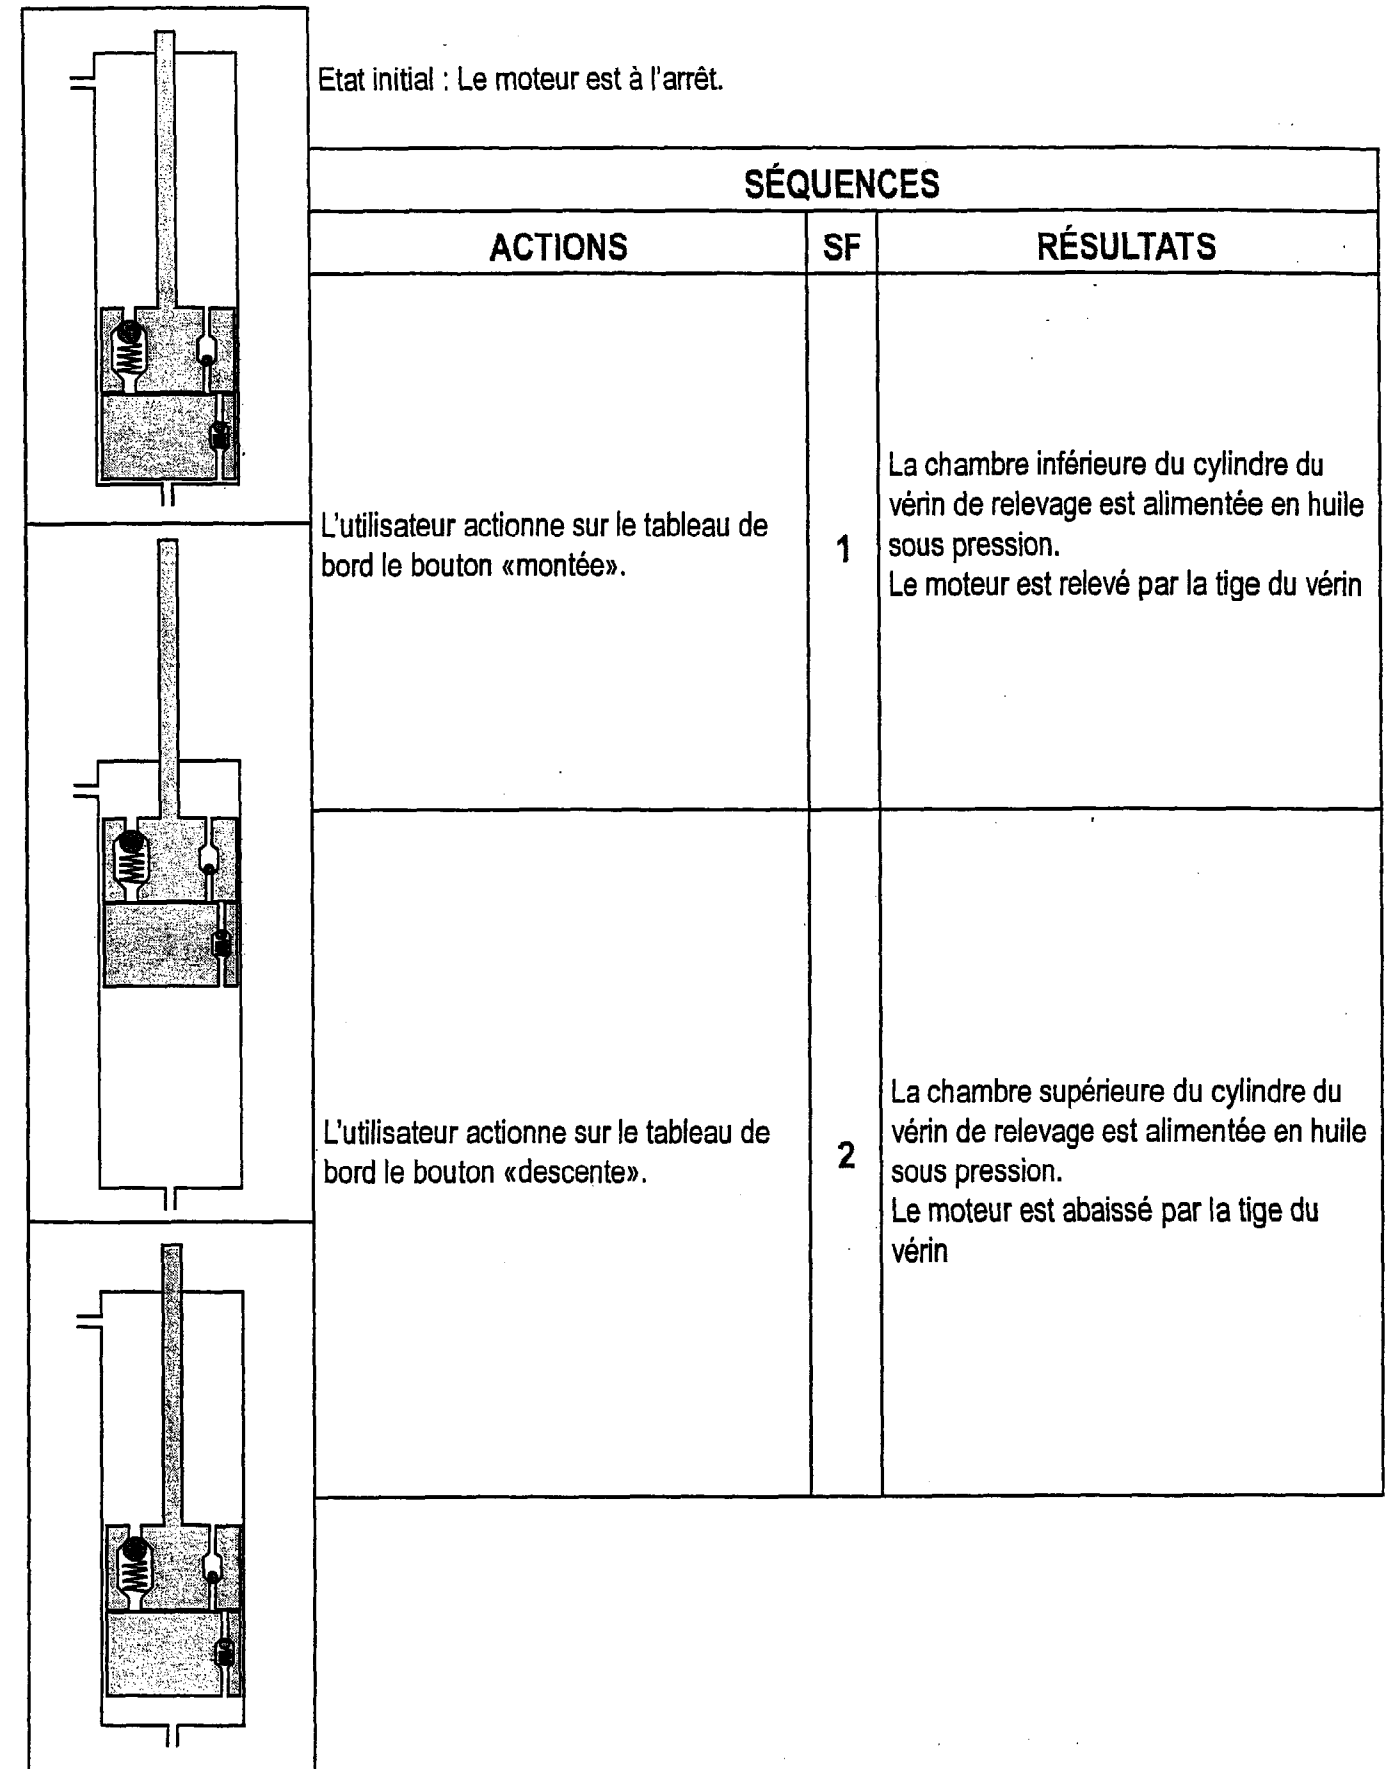 Etat initial : Le moteur est à l'arrêt.
SÉQUENCES
ACTIONS
SF
RÉSULTATS
L'utilisateur actionne sur le tableau de
bord le bouton «montée».
1
La chambre inférieure du cylindre du
vérin de relevage est alimentée en huile
sous pression.
Le moteur est relevé par la tige du vérin
L'utilisateur actionne sur le tableau de
bord le bouton «descente».
2
La chambre supérieure du cylindre du
vérin de relevage est alimentée en huile
sous pression.
Le moteur est abaissé par la tige du
vérin